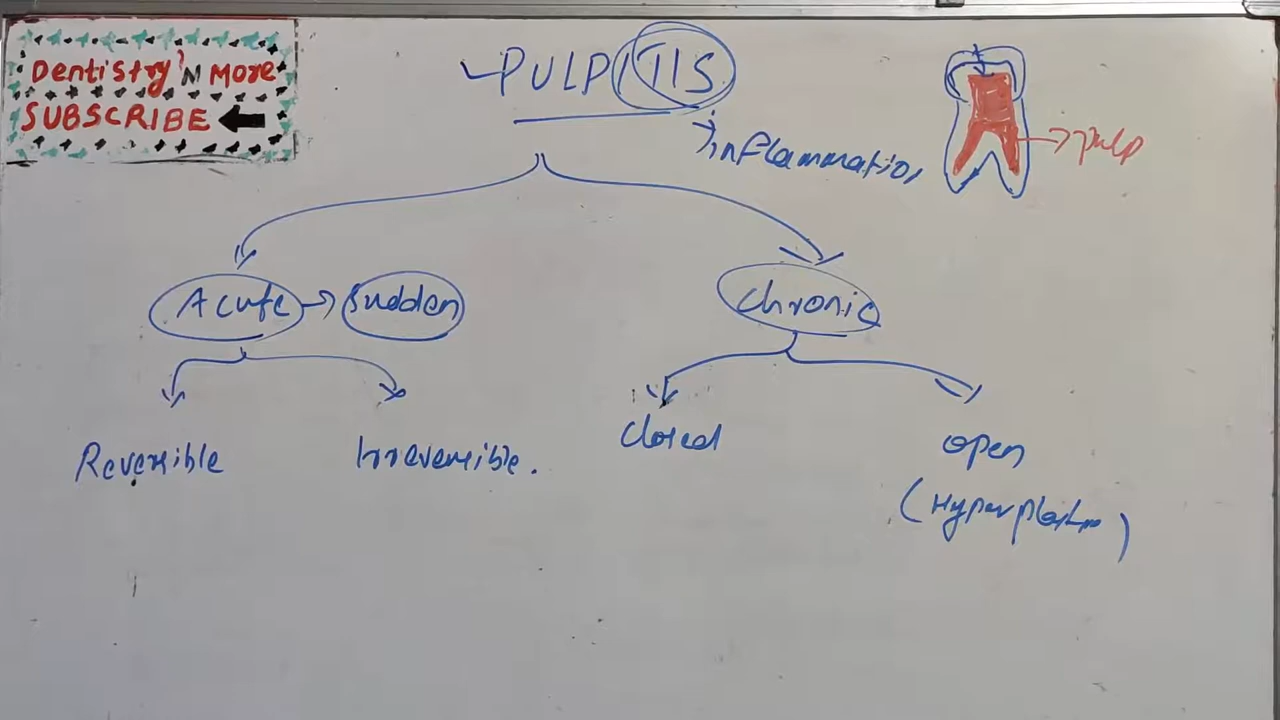 Dentistry'N More
SUBSCRIBE
PULPITIS
inflammation
pulp
Acute
Sudden
Chronic
Reversible
Irreversible.
Closed
open
(Hyperplastic)